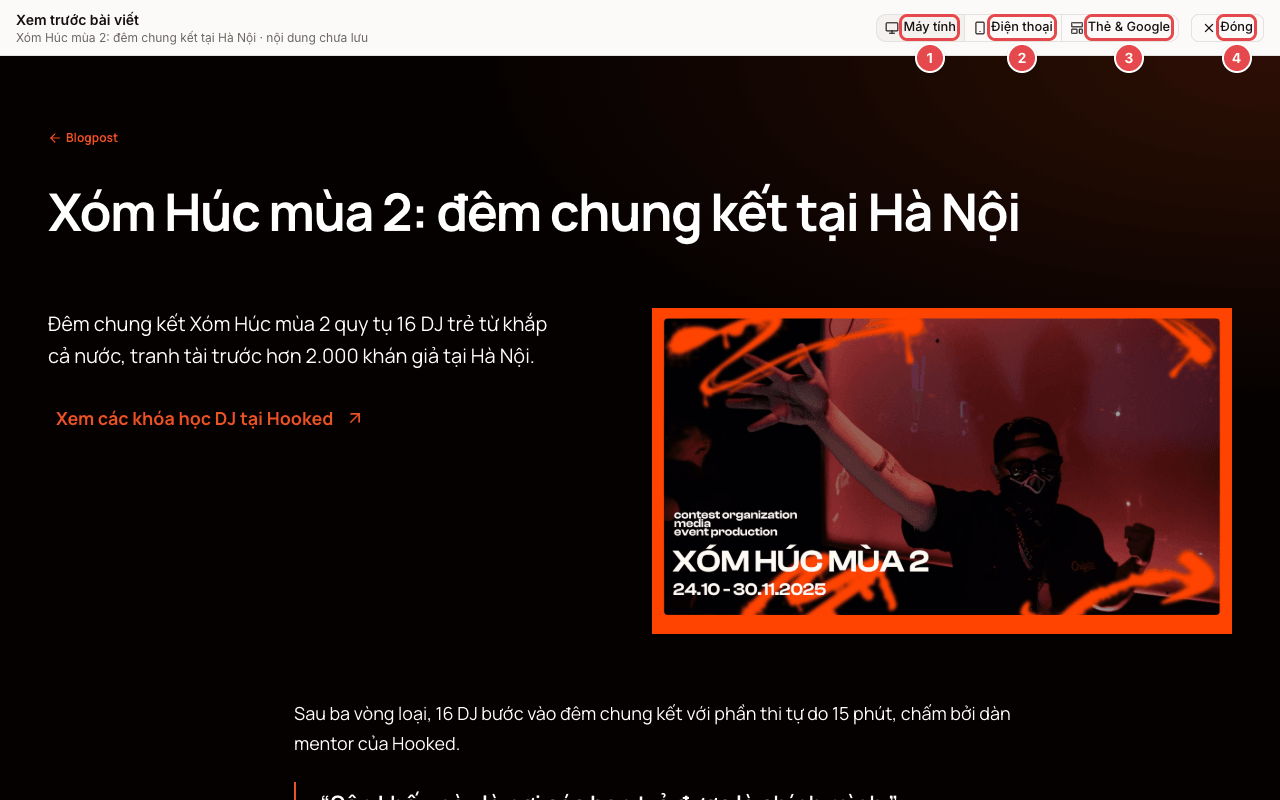 Xem trước bài viết
Xóm Húc mùa 2: đêm chung kết tại Hà Nội · nội dung chưa lưu
Máy tính
Điện thoại
Thẻ & Google
Đóng
1
2
3
4
Blogpost
Xóm Húc mùa 2: đêm chung kết tại Hà Nội
Đêm chung kết Xóm Húc mùa 2 quy tụ 16 DJ trẻ từ khắp
cả nước, tranh tài trước hơn 2.000 khán giả tại Hà Nội.
Xem các khóa học DJ tại Hooked
contest organization
media
event production
XÓM HÚC MÙA 2
24.10 - 30.11.2025
Sau ba vòng loại, 16 DJ bước vào đêm chung kết với phần thi tự do 15 phút, chấm bởi dàn
mentor của Hooked.